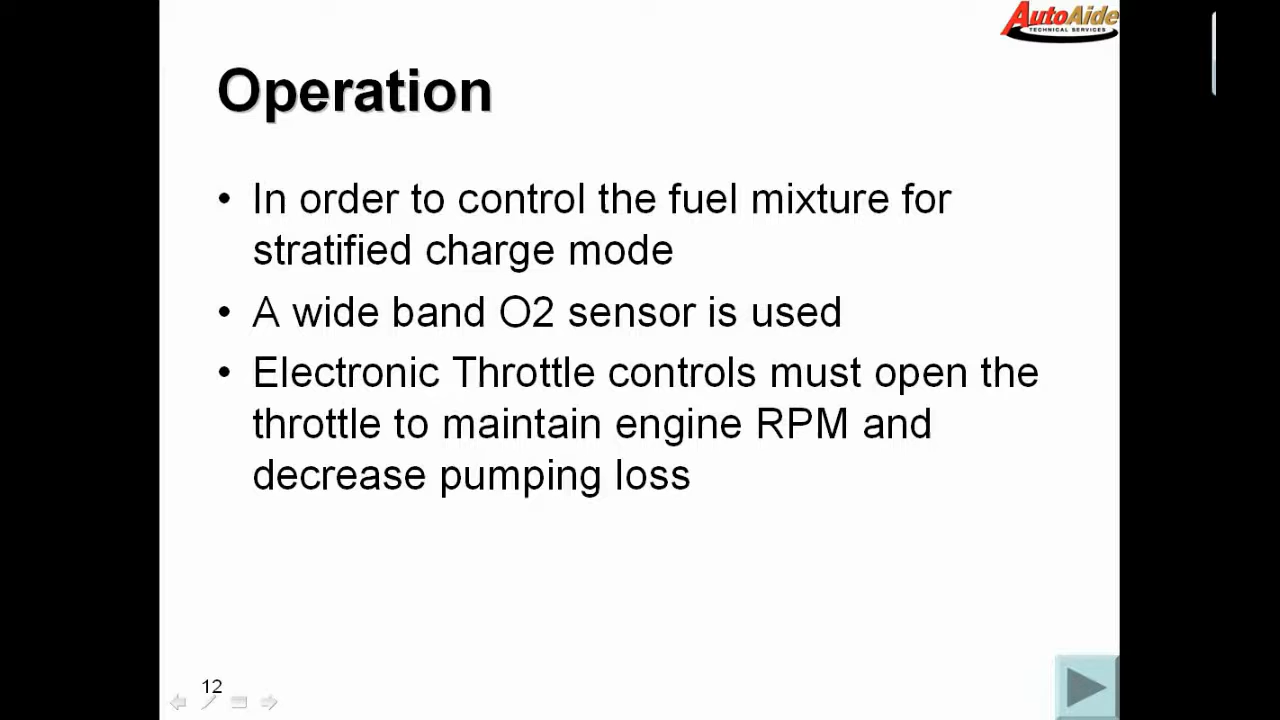 AutoAide
TECHNICAL SERVICES
Operation
• In order to control the fuel mixture for
stratified charge mode
• A wide band O2 sensor is used
• Electronic Throttle controls must open the
throttle to maintain engine RPM and
decrease pumping loss
12